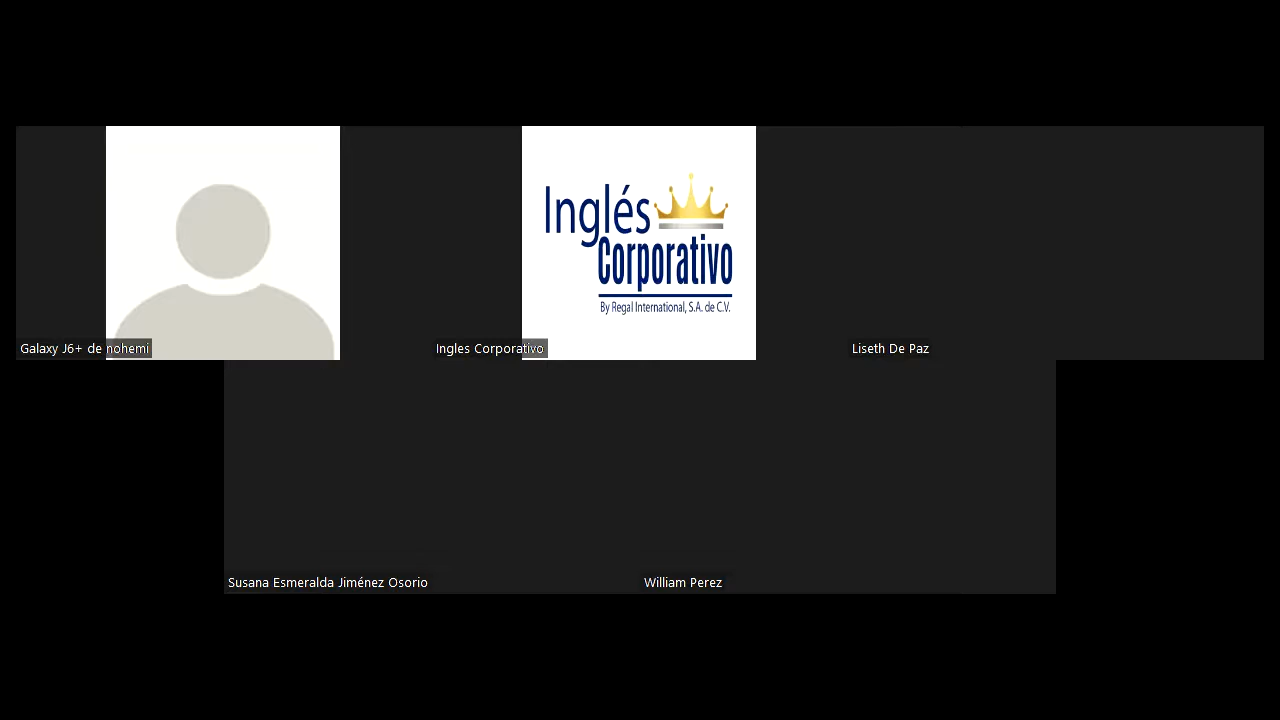 Inglés
Corporativo
By Regal International, S.A. de C.V.
Galaxy J6+ de nohemi
Ingles Corporativo
Liseth De Paz
Susana Esmeralda Jiménez Osorio
William Perez